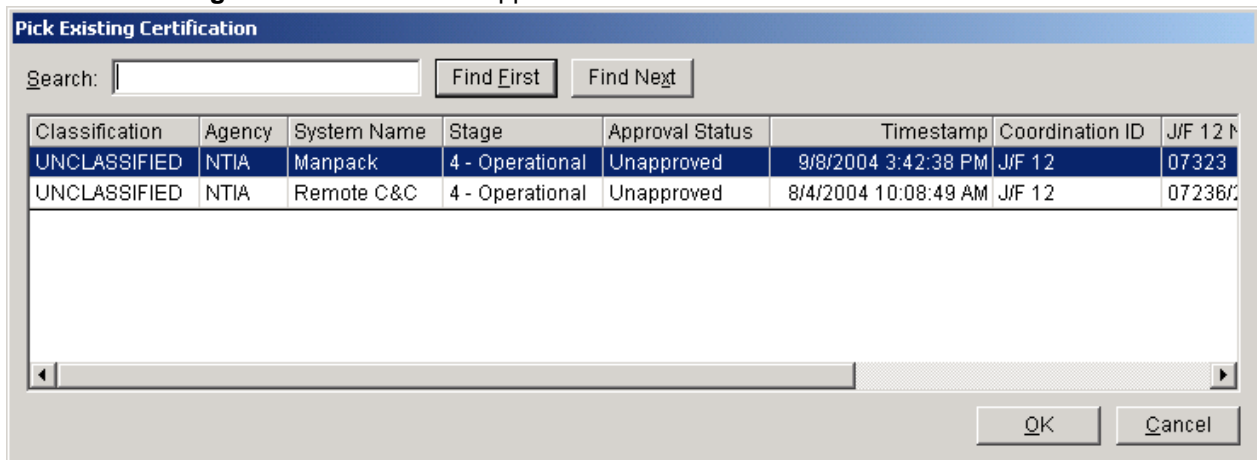 Pick Existing Certification
Search: Find First Find Next
Classification Agency System Name Stage Approval Status Timestamp Coordination ID J/F 12
UNCLASSIFIED NTIA Manpack 4 - Operational Unapproved 9/8/2004 3:42:38 PM J/F 12 07323
UNCLASSIFIED NTIA Remote C&C 4 - Operational Unapproved 8/4/2004 10:08:49 AM J/F 12 07236/
OK Cancel